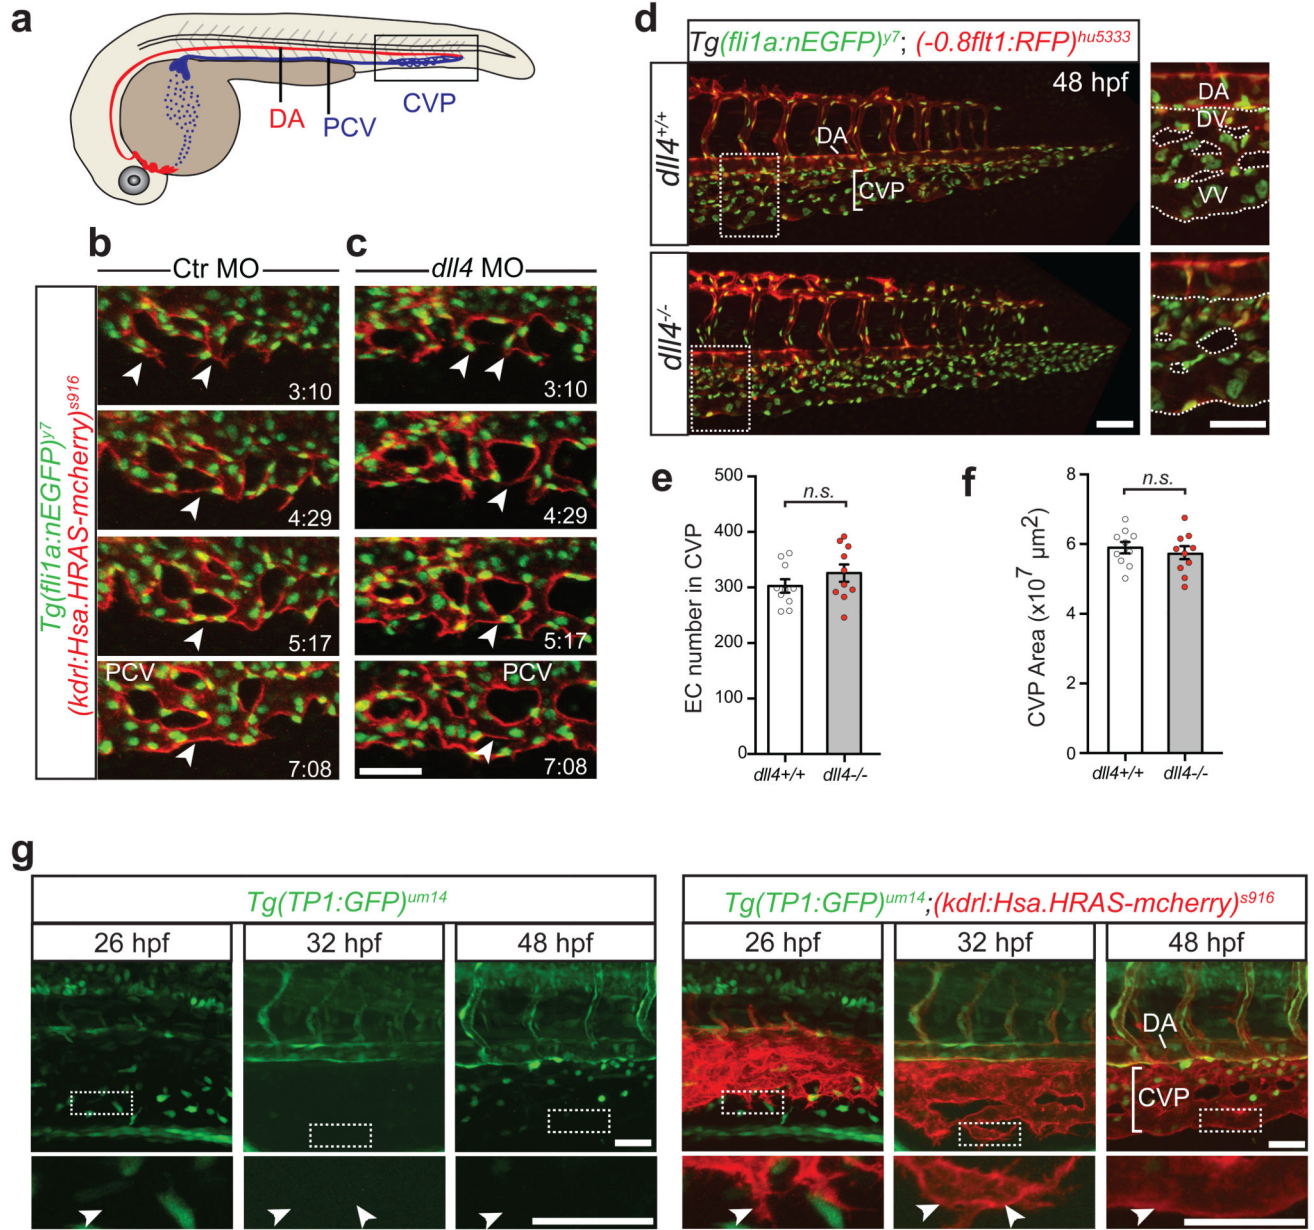 a
DA
PCV
CVP
b
c
Ctr MO
dll4 MO
Tg(fli1a:nEGFP)y7
(kdrl:Hsa.HRAS-mcherry)s916
3:10
3:10
4:29
4:29
5:17
5:17
PCV
7:08
PCV
7:08
d
Tg(fli1a:nEGFP)y7; (-0.8flt1:RFP)hu5333
dll4+/+
48 hpf
DA
CVP
DA
DV
VV
dll4-/-
e
EC number in CVP
500
400
300
200
100
0
n.s.
dll4+/+
dll4-/-
f
CVP Area (x10⁷ µm²)
8
6
4
2
0
n.s.
dll4+/+
dll4-/-
g
Tg(TP1:GFP)um14
26 hpf
32 hpf
48 hpf
Tg(TP1:GFP)um14;(kdrl:Hsa.HRAS-mcherry)s916
26 hpf
32 hpf
48 hpf
DA
CVP